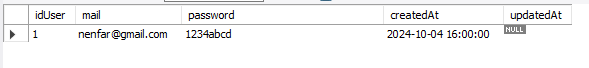 idUser mail password createdAt updatedAt
1 nenfar@gmail.com 1234abcd 2024-10-04 16:00:00 NULL